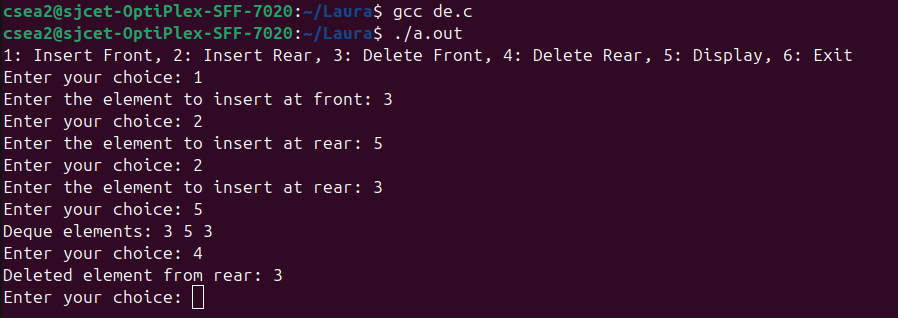 csea2@sjcet-OptiPlex-SFF-7020:~/Laura$ gcc de.c
csea2@sjcet-OptiPlex-SFF-7020:~/Laura$ ./a.out
1: Insert Front, 2: Insert Rear, 3: Delete Front, 4: Delete Rear, 5: Display, 6: Exit
Enter your choice: 1
Enter the element to insert at front: 3
Enter your choice: 2
Enter the element to insert at rear: 5
Enter your choice: 2
Enter the element to insert at rear: 3
Enter your choice: 5
Deque elements: 3 5 3
Enter your choice: 4
Deleted element from rear: 3
Enter your choice: